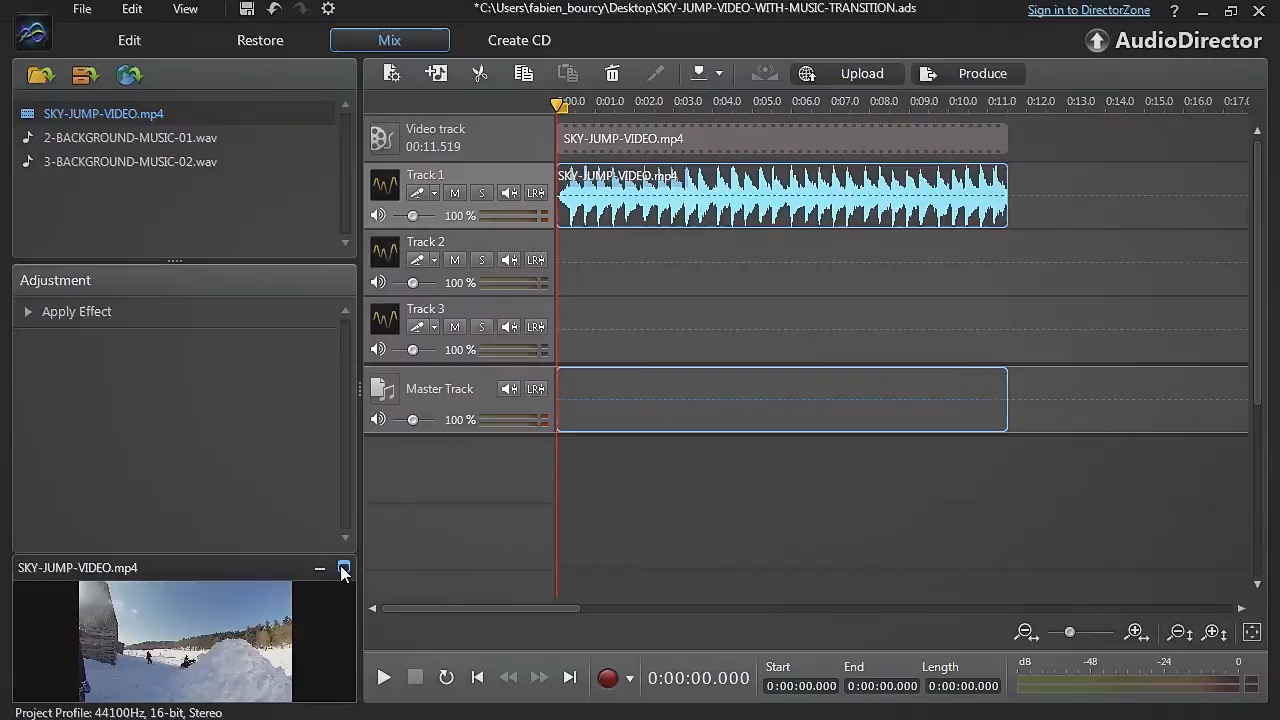 File Edit View *C:\Users\fabien_bourcy\Desktop\SKY-JUMP-VIDEO-WITH-MUSIC-TRANSITION.ads Sign in to DirectorZone ?
Edit Restore Mix Create CD AudioDirector
Upload Produce
SKY-JUMP-VIDEO.mp4
2-BACKGROUND-MUSIC-01.wav
3-BACKGROUND-MUSIC-02.wav
Adjustment
Apply Effect
SKY-JUMP-VIDEO.mp4
:00.0 0:01.0 0:02.0 0:03.0 0:04.0 0:05.0 0:06.0 0:07.0 0:08.0 0:09.0 0:10.0 0:11.0 0:12.0 0:13.0 0:14.0 0:15.0 0:16.0 0:17.0
Video track
00:11.519
SKY-JUMP-VIDEO.mp4
Track 1
SKY-JUMP-VIDEO.mp4
M S LR
100 %
Track 2
M S LR
100 %
Track 3
M S LR
100 %
Master Track LR
100 %
0:00:00.000
Start End Length
0:00:00.000 0:00:00.000 0:00:00.000
dB -48 -24 0
Project Profile: 44100Hz, 16-bit, Stereo